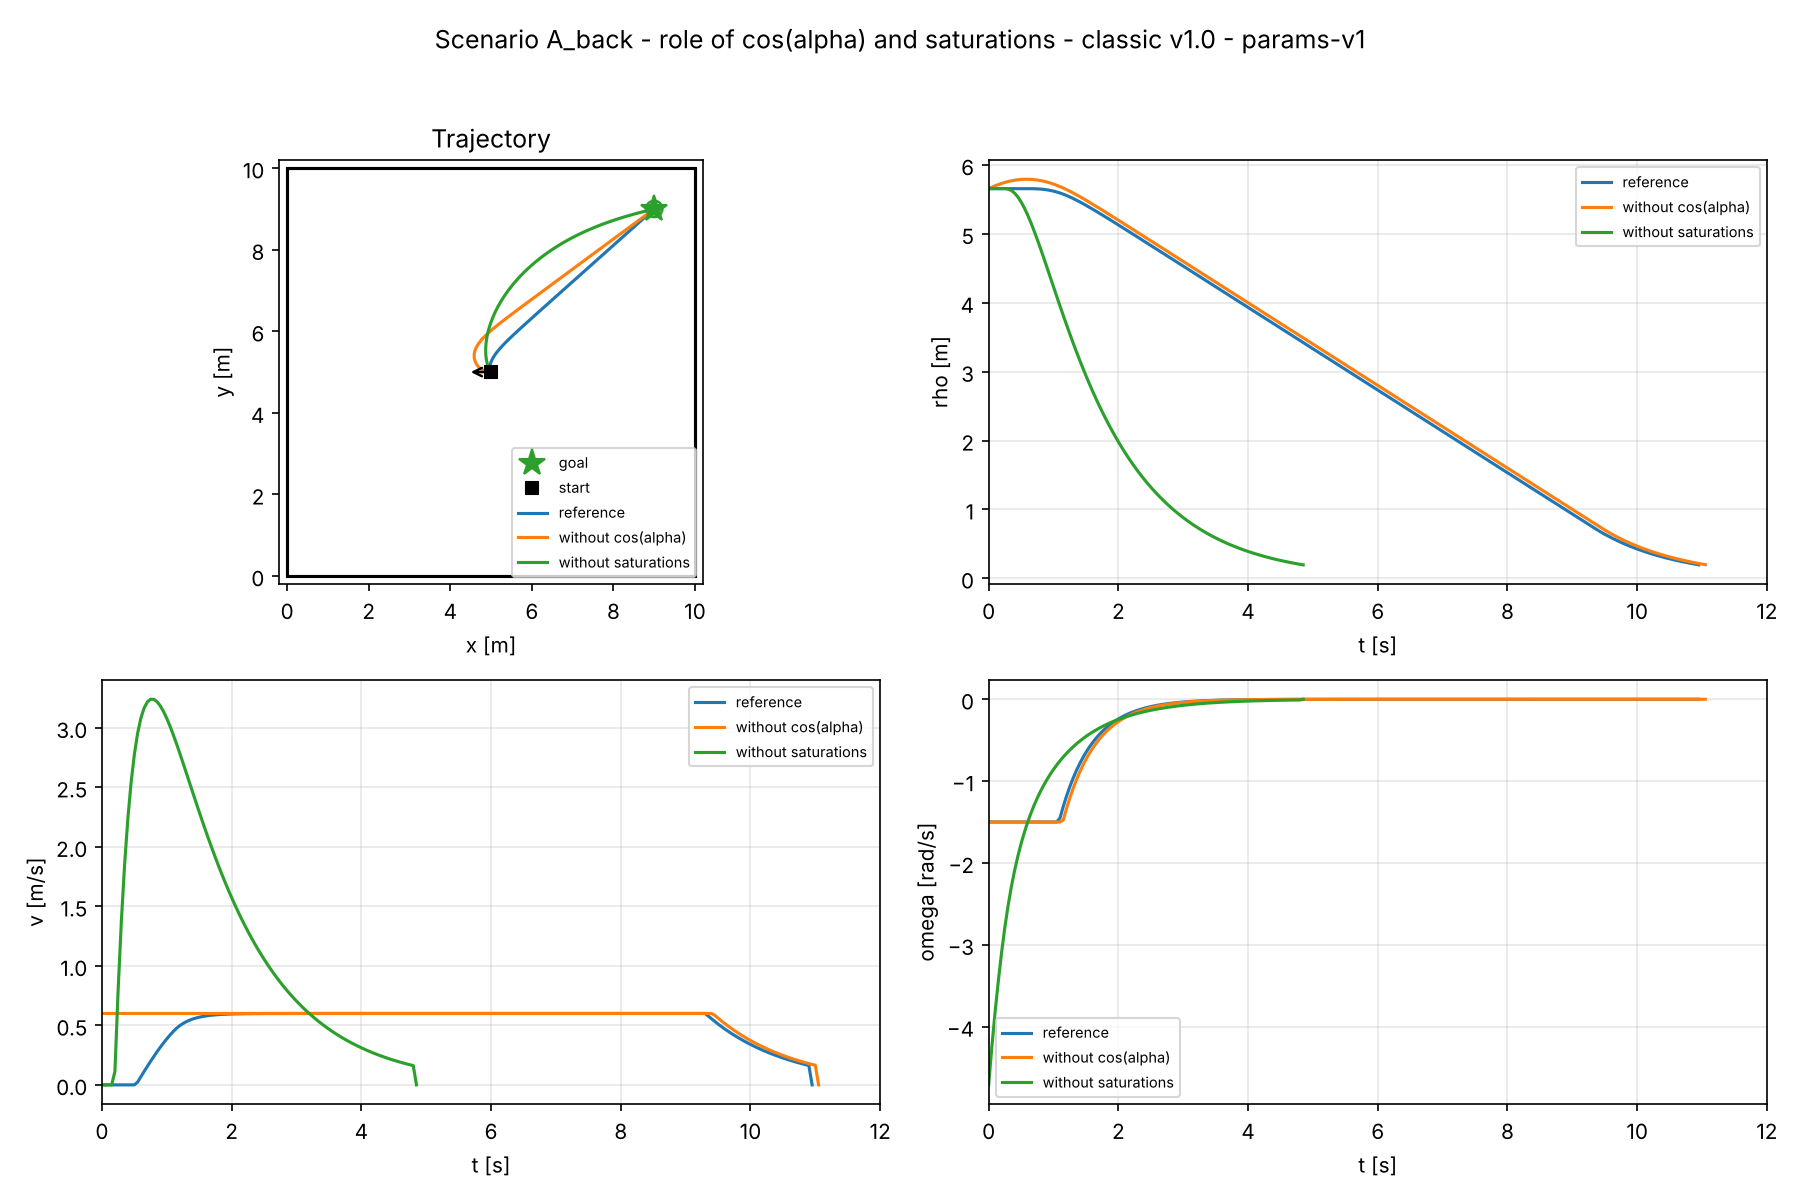 Scenario A_back - role of cos(alpha) and saturations - classic v1.0 - params-v1
Trajectory
10
8
6
4
2
0
y [m]
0 2 4 6 8 10
x [m]
goal
start
reference
without cos(alpha)
without saturations
6
5
4
3
2
1
0
rho [m]
0 2 4 6 8 10 12
t [s]
reference
without cos(alpha)
without saturations
3.0
2.5
2.0
1.5
1.0
0.5
0.0
v [m/s]
0 2 4 6 8 10 12
t [s]
reference
without cos(alpha)
without saturations
0
−1
−2
−3
−4
omega [rad/s]
0 2 4 6 8 10 12
t [s]
reference
without cos(alpha)
without saturations